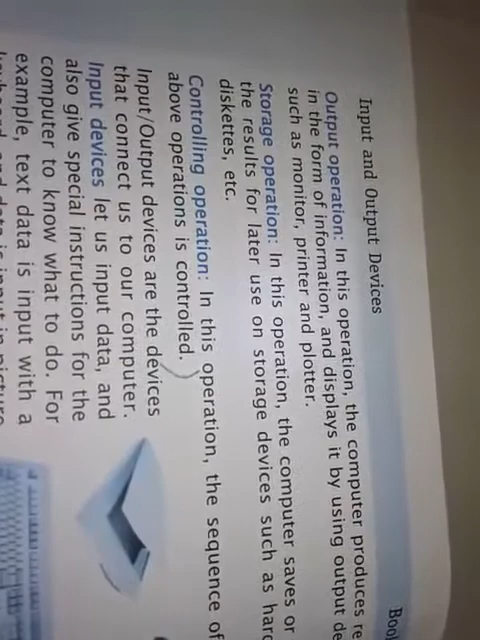 Input and Output Devices
Book
Output operation: In this operation, the computer produces
in the form of information, and displays it by using output
such as monitor, printer and plotter.
Storage operation: In this operation, the computer saves or
the results for later use on storage devices such as
diskettes, etc.
Controlling operation: In this operation, the sequence of
above operations is controlled.
Input/Output devices are the devices
that connect us to our computer.
Input devices let us input data, and
also give special instructions for the
computer to know what to do. For
example, text data is input with a